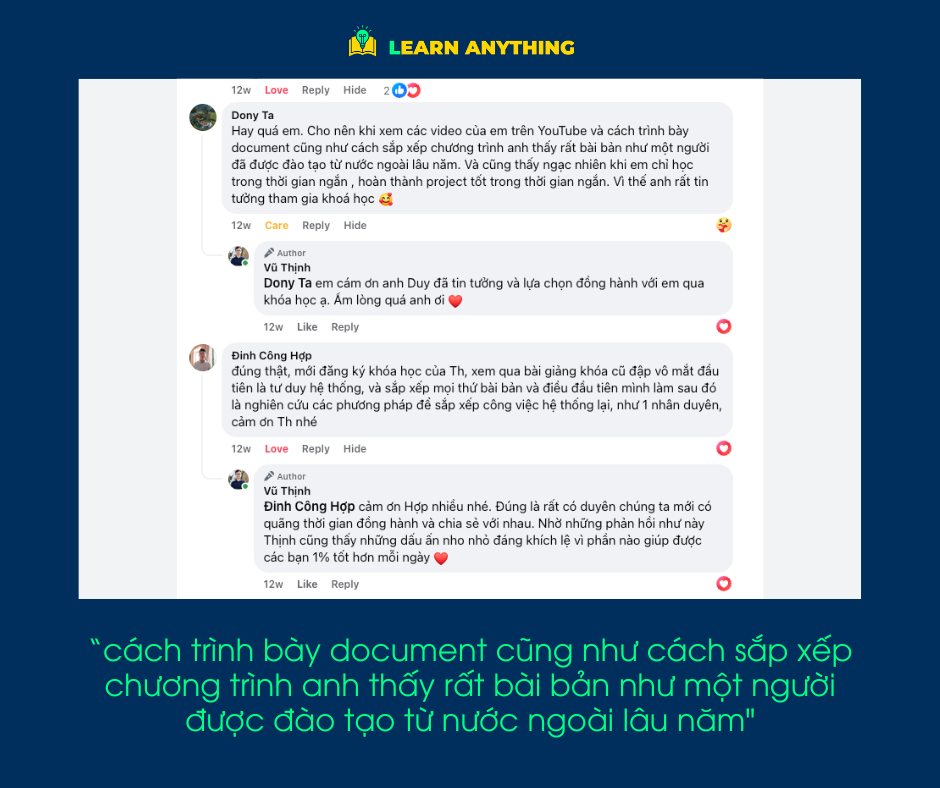 LEARN ANYTHING
12w Love Reply Hide 2
Dony Ta
Hay quá em. Cho nên khi xem các video của em trên YouTube và cách trình bày
document cũng như cách sắp xếp chương trình anh thấy rất bài bản như một người
đã được đào tạo từ nước ngoài lâu năm. Và cũng thấy ngạc nhiên khi em chỉ học
trong thời gian ngắn , hoàn thành project tốt trong thời gian ngắn. Vì thế anh rất tin
tưởng tham gia khoá học 🥰
12w Care Reply Hide
Author
Vũ Thịnh
Dony Ta em cám ơn anh Duy đã tin tưởng và lựa chọn đồng hành với em qua
khóa học ạ. Ấm lòng quá anh ơi ♥️
12w Like Reply
Đinh Công Hợp
đúng thật, mới đăng ký khóa học của Th, xem qua bài giảng khóa cũ đập vô mắt đầu
tiên là tư duy hệ thống, và sắp xếp mọi thứ bài bản và điều đầu tiên mình làm sau đó
là nghiên cứu các phương pháp để sắp xếp công việc hệ thống lại, như 1 nhân duyên,
cảm ơn Th nhé
12w Love Reply Hide
Author
Vũ Thịnh
Đinh Công Hợp cảm ơn Hợp nhiều nhé. Đúng là rất có duyên chúng ta mới có
quãng thời gian đồng hành và chia sẻ với nhau. Nhờ những phản hồi như này
Thịnh cũng thấy những dấu ấn nho nhỏ đáng khích lệ vì phần nào giúp được
các bạn 1% tốt hơn mỗi ngày ♥️
12w Like Reply
“cách trình bày document cũng như cách sắp xếp
chương trình anh thấy rất bài bản như một người
được đào tạo từ nước ngoài lâu năm"